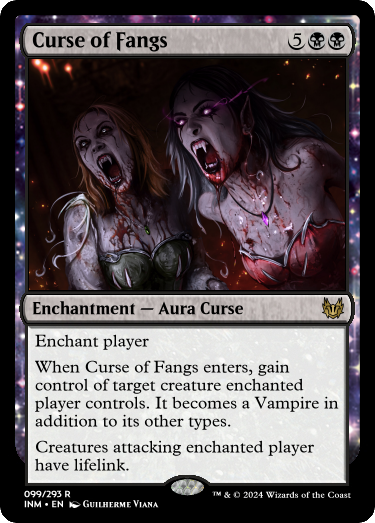 Curse of Fangs 5
Enchantment — Aura Curse
Enchant player
When Curse of Fangs enters, gain
control of target creature enchanted
player controls. It becomes a Vampire in
addition to its other types.
Creatures attacking enchanted player
have lifelink.
099/293 R
INM • EN Guilherme Viana
™ & © 2024 Wizards of the Coast